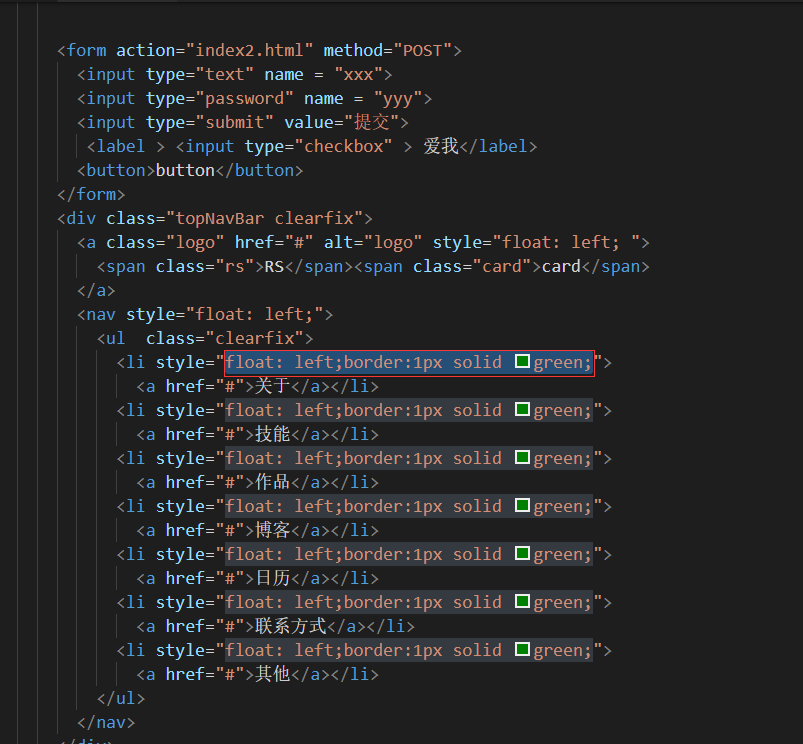 <form action="index2.html" method="POST">
<input type="text" name = "xxx">
<input type="password" name = "yyy">
<input type="submit" value="提交">
<label > <input type="checkbox" > 爱我</label>
<button>button</button>
</form>
<div class="topNavBar clearfix">
<a class="logo" href="#" alt="logo" style="float: left; ">
<span class="rs">RS</span><span class="card">card</span>
</a>
<nav style="float: left;">
<ul  class="clearfix">
<li style="float: left;border:1px solid green;">
<a href="#">关于</a></li>
<li style="float: left;border:1px solid green;">
<a href="#">技能</a></li>
<li style="float: left;border:1px solid green;">
<a href="#">作品</a></li>
<li style="float: left;border:1px solid green;">
<a href="#">博客</a></li>
<li style="float: left;border:1px solid green;">
<a href="#">日历</a></li>
<li style="float: left;border:1px solid green;">
<a href="#">联系方式</a></li>
<li style="float: left;border:1px solid green;">
<a href="#">其他</a></li>
</ul>
</nav>